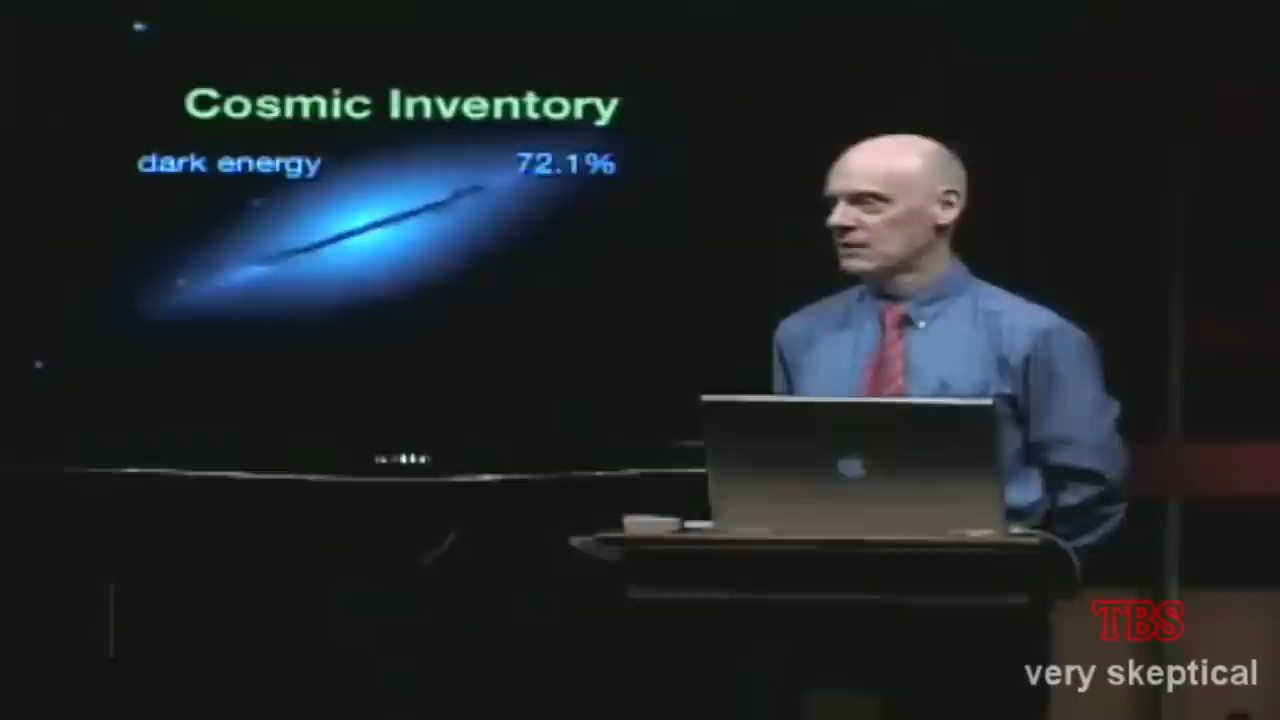 Cosmic Inventory
dark energy 72.1%
TBS
very skeptical